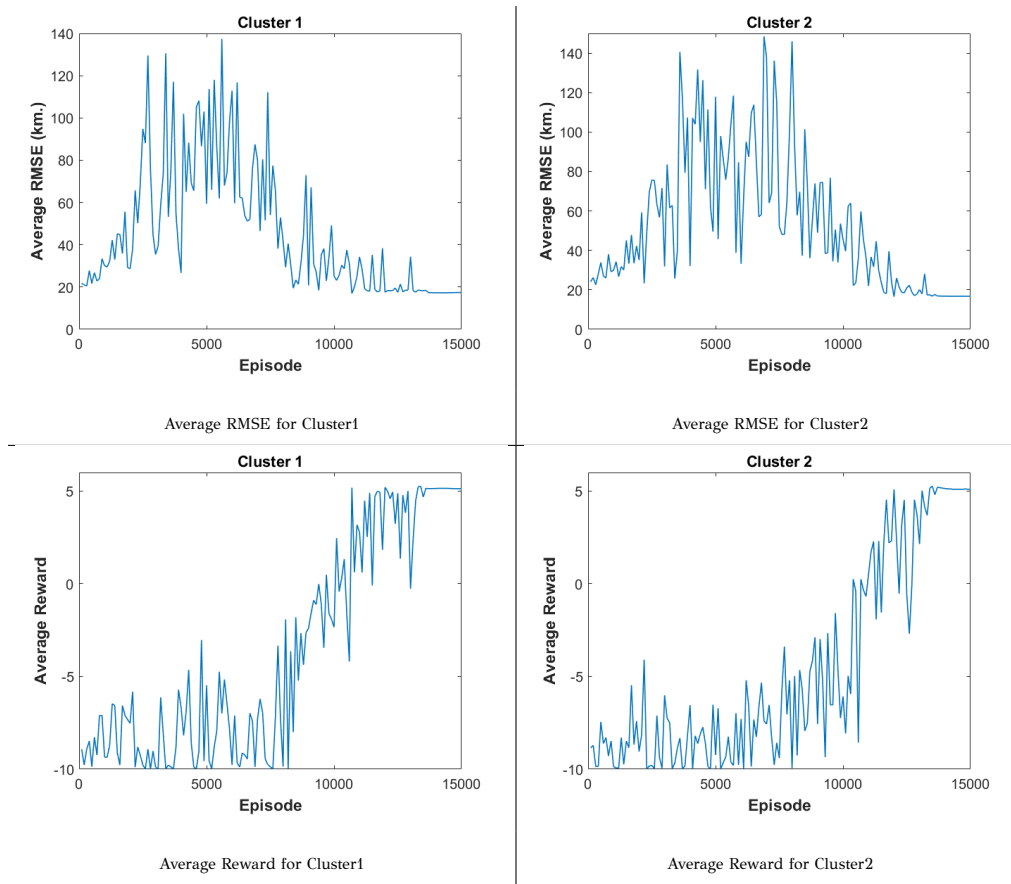 Cluster 1
140
120
100
80
60
40
20
0
Average RMSE (km.)
0 5000 10000 15000
Episode
Average RMSE for Cluster1
Cluster 2
140
120
100
80
60
40
20
0
Average RMSE (km.)
0 5000 10000 15000
Episode
Average RMSE for Cluster2
Cluster 1
5
0
-5
-10
Average Reward
0 5000 10000 15000
Episode
Average Reward for Cluster1
Cluster 2
5
0
-5
-10
Average Reward
0 5000 10000 15000
Episode
Average Reward for Cluster2